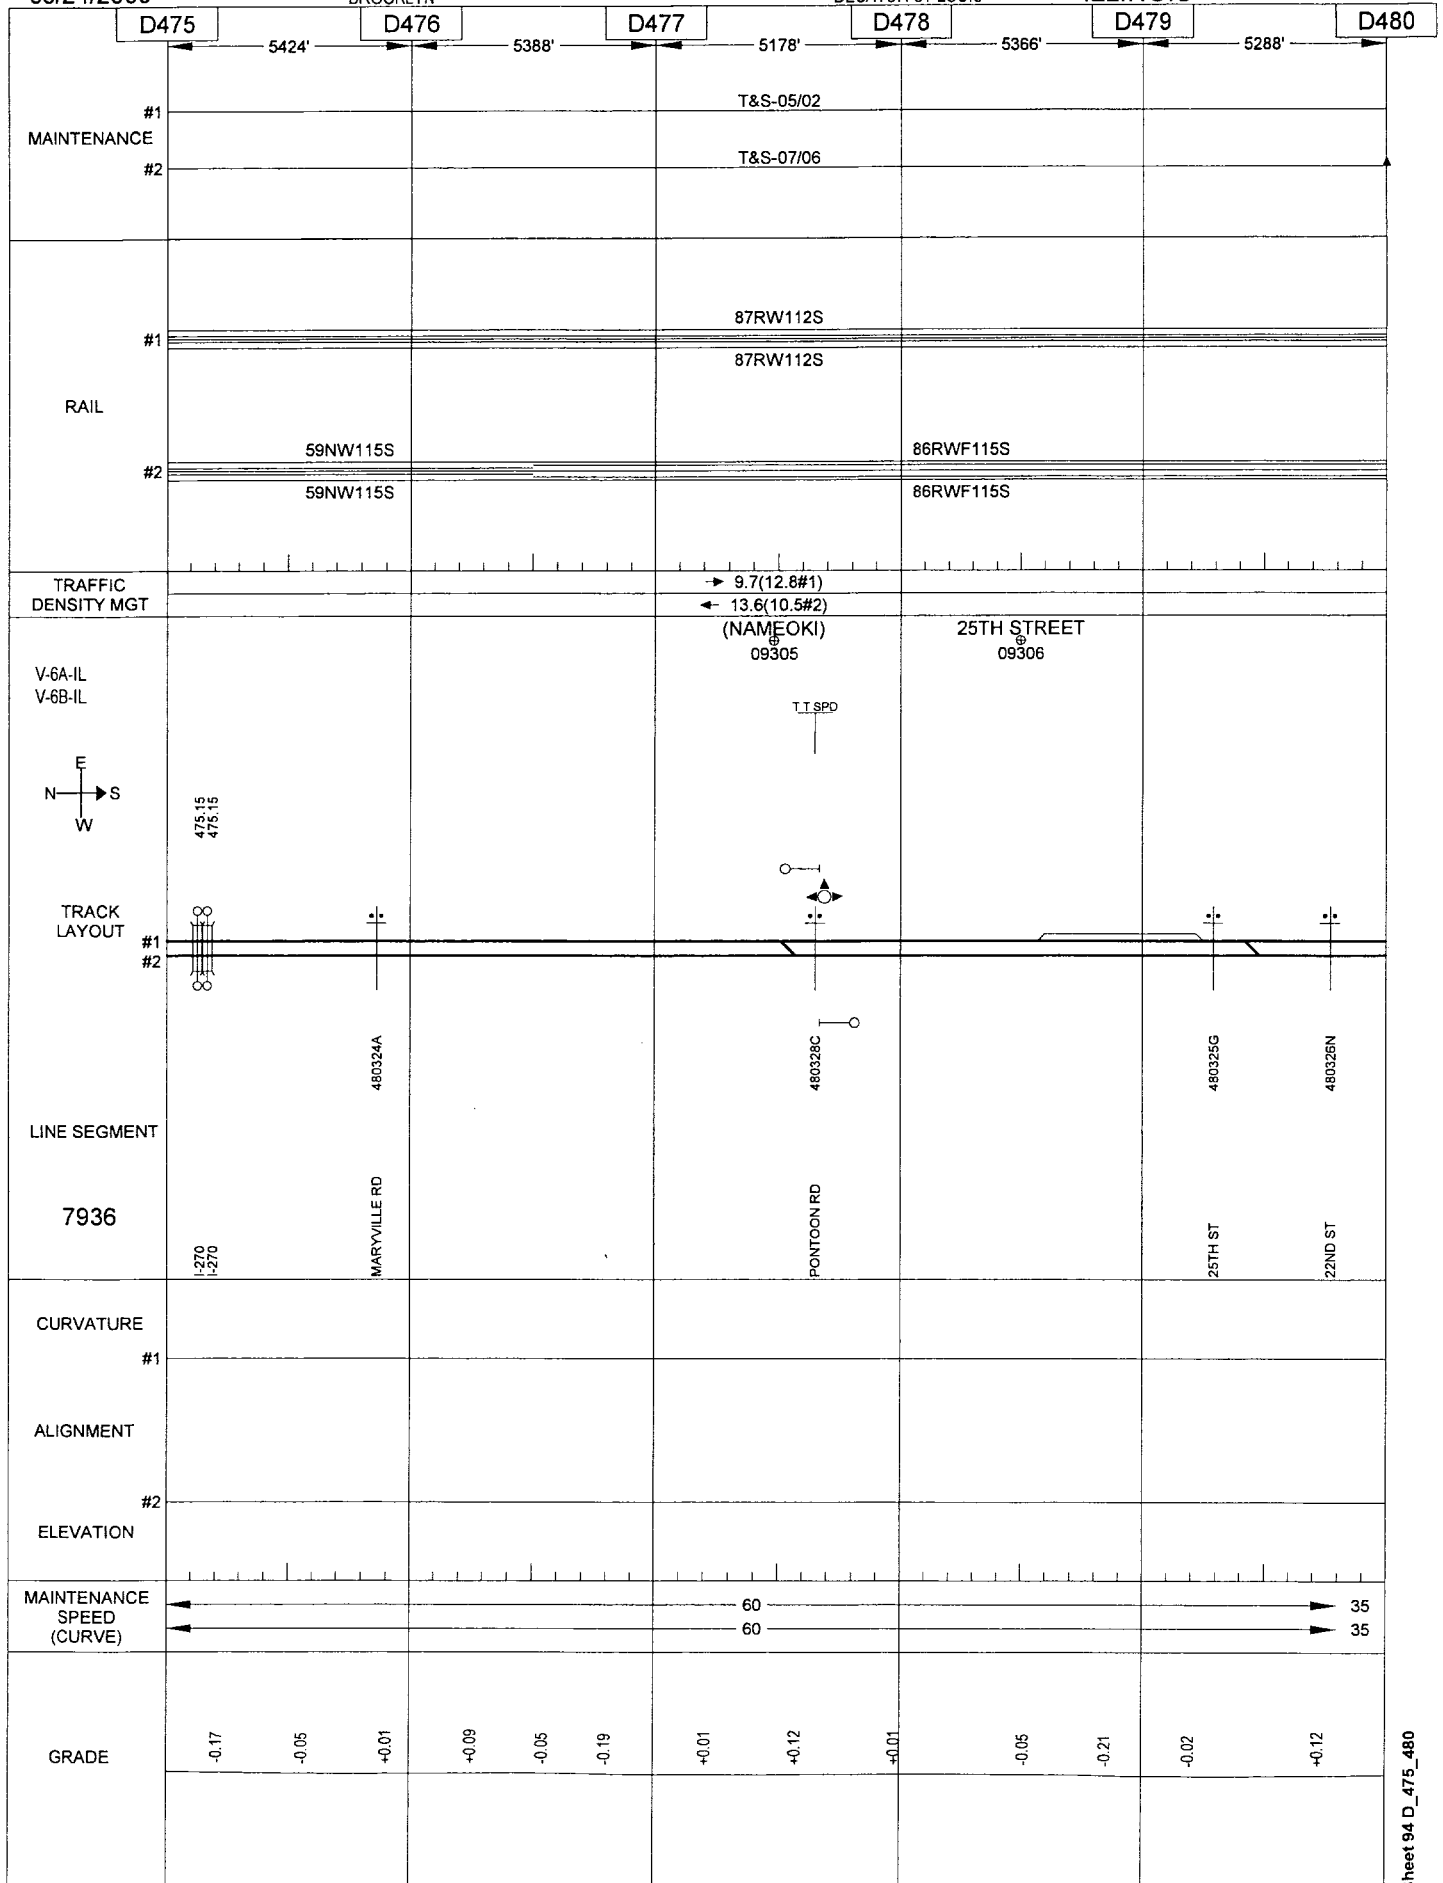 BROOKLYN
D475 D476 D477 D478 D479 D480
5424' 5388' 5178' 5366' 5288'
T&S-05/02
#1
MAINTENANCE
T&S-07/06
#2
87RW112S
#1
87RW112S
RAIL
59NW115S 86RWF115S
#2
59NW115S 86RWF115S
TRAFFIC
DENSITY MGT
→ 9.7(12.8#1)
← 13.6(10.5#2)
(NAMEOKI) 25TH STREET
09305 09306
V-6A-IL
V-6B-IL
T T SPD
E
N S
W
475.15
475.15
TRACK
LAYOUT
#1
#2
480324A
480328C
480325G
480326N
LINE SEGMENT
7936
I-270
I-270
MARYVILLE RD
PONTOON RD
25TH ST
22ND ST
CURVATURE
#1
ALIGNMENT
#2
ELEVATION
MAINTENANCE
SPEED
(CURVE)
60 35
60 35
GRADE
-0.17
-0.05
+0.01
+0.09
-0.05
-0.19
+0.01
+0.12
+0.01
-0.05
-0.21
-0.02
+0.12
heet 94 D_475_480